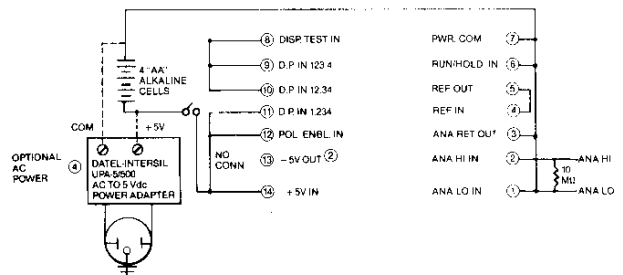 ⑧ DISP. TEST IN
⑨ D.P. IN 123.4
⑩ D.P. IN 12.34
⑪ D.P. IN 1.234
⑫ POL. ENBL. IN
⑬ -5V OUT ②
⑭ +5V IN
NO
CONN
4 "AA"
ALKALINE
CELLS
COM
+5V
OPTIONAL
AC
POWER
④
DATEL-INTERSIL
UPA-5/500
AC TO 5 Vdc
POWER ADAPTER
PWR. COM ⑦
RUN/HOLD IN ⑥
REF OUT ⑤
REF IN ④
ANA RET OUT ③
ANA HI IN ②
ANA LO IN ①
ANA HI
10
MΩ
ANA LO